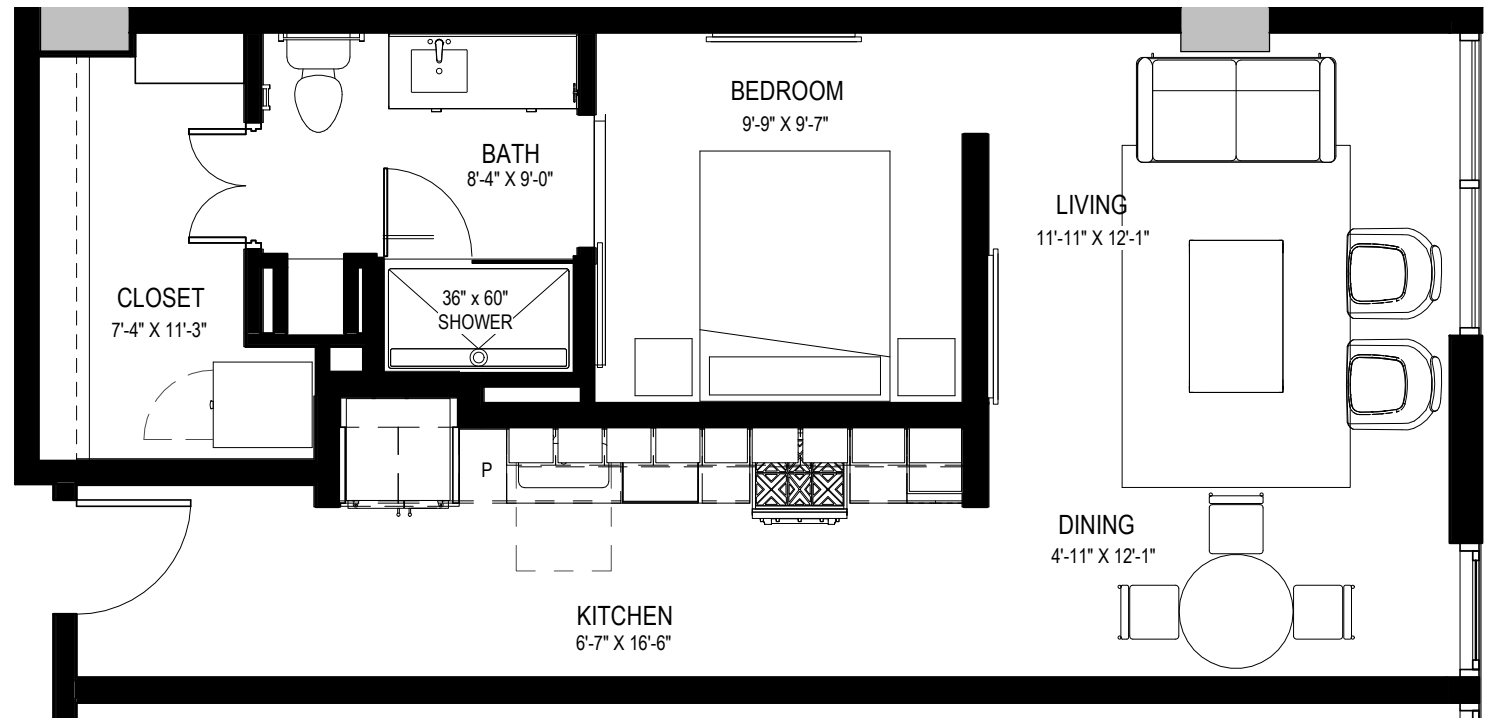 BEDROOM
9'-9" X 9'-7"
BATH
8'-4" X 9'-0"
LIVING
11'-11" X 12'-1"
CLOSET
7'-4" X 11'-3"
36" x 60"
SHOWER
P
DINING
4'-11" X 12'-1"
KITCHEN
6'-7" X 16'-6"